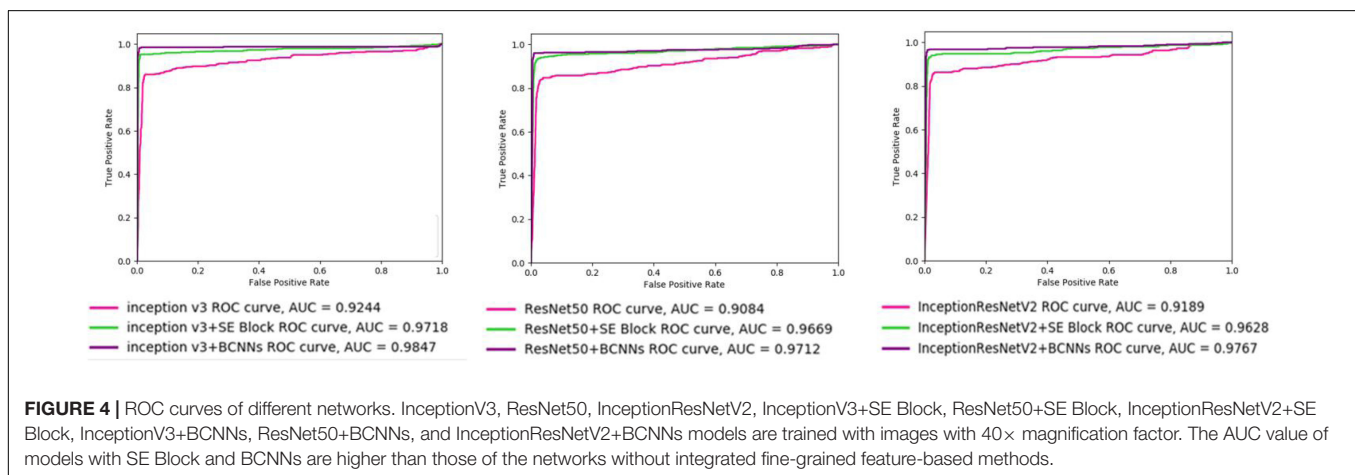 1.0
0.8
0.6
0.4
0.2
0.0
True Positive Rate
0.0 0.2 0.4 0.6 0.8 1.0
False Positive Rate
inception v3 ROC curve, AUC = 0.9244
inception v3+SE Block ROC curve, AUC = 0.9718
inception v3+BCNNs ROC curve, AUC = 0.9847
1.0
0.8
0.6
0.4
0.2
0.0
True Positive Rate
0.0 0.2 0.4 0.6 0.8 1.0
False Positive Rate
ResNet50 ROC curve, AUC = 0.9084
ResNet50+SE Block ROC curve, AUC = 0.9669
ResNet50+BCNNs ROC curve, AUC = 0.9712
1.0
0.8
0.6
0.4
0.2
0.0
True Positive Rate
0.0 0.2 0.4 0.6 0.8 1.0
False Positive Rate
InceptionResNetV2 ROC curve, AUC = 0.9189
InceptionResNetV2+SE Block ROC curve, AUC = 0.9628
InceptionResNetV2+BCNNs ROC curve, AUC = 0.9767
FIGURE 4 | ROC curves of different networks. InceptionV3, ResNet50, InceptionResNetV2, InceptionV3+SE Block, ResNet50+SE Block, InceptionResNetV2+SE
Block, InceptionV3+BCNNs, ResNet50+BCNNs, and InceptionResNetV2+BCNNs models are trained with images with 40× magnification factor. The AUC value of
models with SE Block and BCNNs are higher than those of the networks without integrated fine-grained feature-based methods.